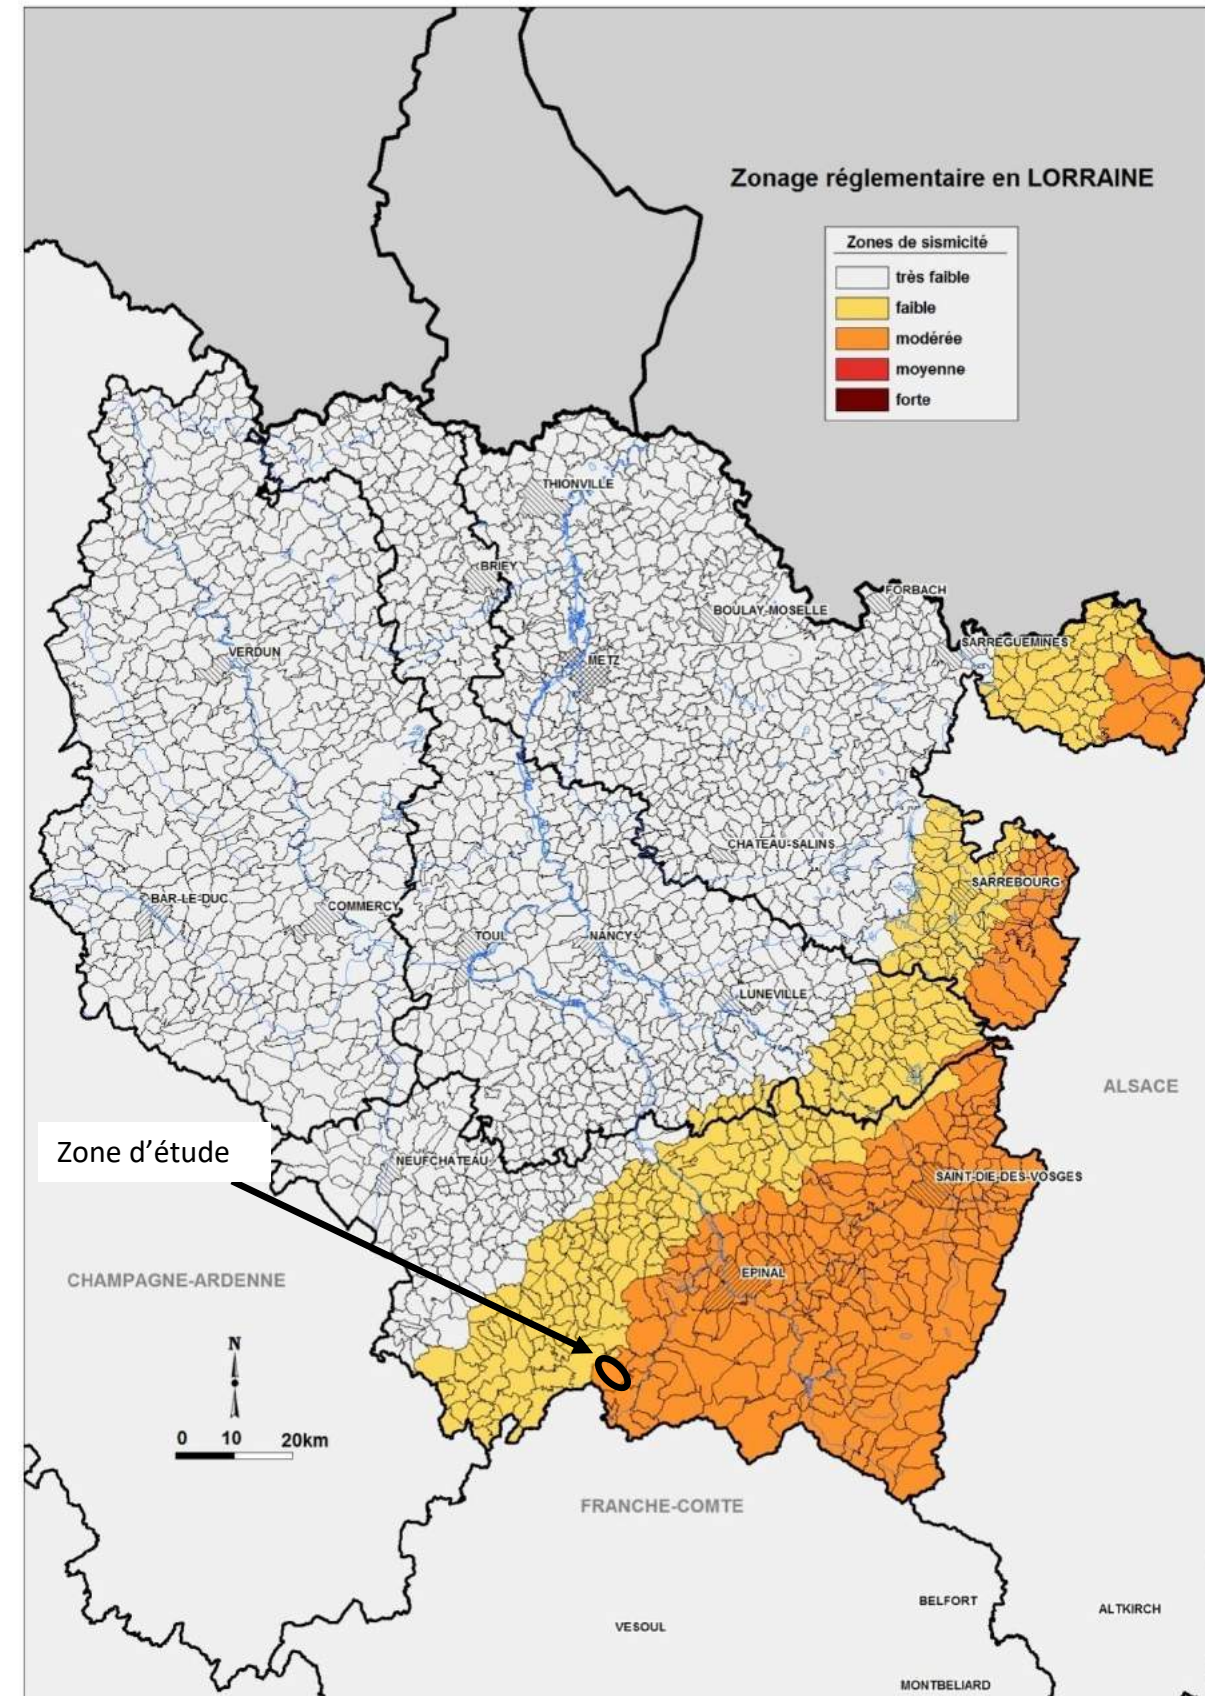 Zonage réglementaire en LORRAINE
Zones de sismicité
très faible
faible
modérée
moyenne
forte
THIONVILLE
BRIEY
FORBACH
BOULAY-MOSELLE
SARREGUEMINES
VERDUN
METZ
CHATEAU-SALINS
SARREBOURG
BAR-LE-DUC
COMMERCY
TOUL
NANCY
LUNEVILLE
ALSACE
Zone d'étude
NEUFCHATEAU
SAINT-DIE-DES-VOSGES
CHAMPAGNE-ARDENNE
EPINAL
N
0 10 20km
FRANCHE-COMTE
BELFORT
ALTKIRCH
VESOUL
MONTBELIARD